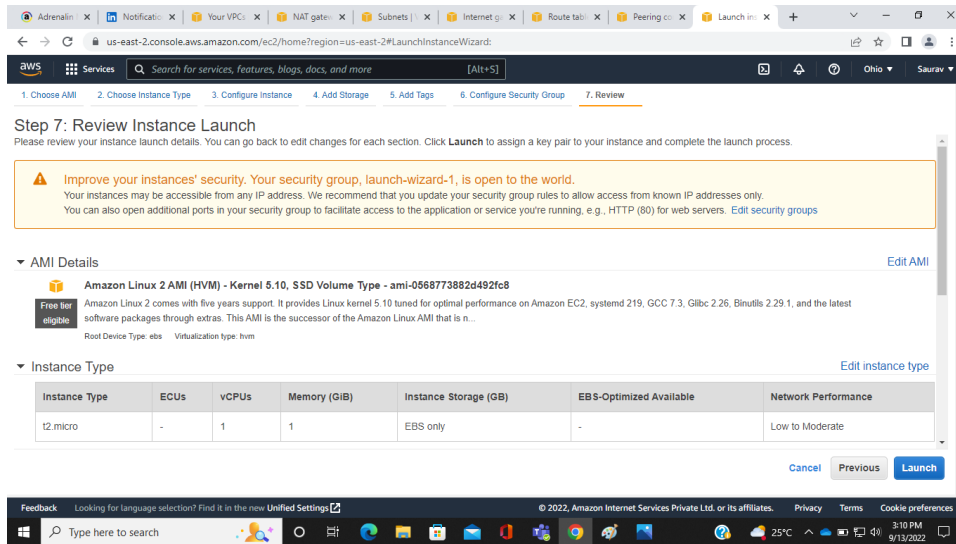 Adrenalin
Notificatio
Your VPCs
NAT gatew
Subnets | \
Internet ga
Route tabl
Peering co
Launch ins
us-east-2.console.aws.amazon.com/ec2/home?region=us-east-2#LaunchInstanceWizard:
aws
Services
Search for services, features, blogs, docs, and more
[Alt+S]
Ohio
Saurav
1. Choose AMI
2. Choose Instance Type
3. Configure Instance
4. Add Storage
5. Add Tags
6. Configure Security Group
7. Review
Step 7: Review Instance Launch
Please review your instance launch details. You can go back to edit changes for each section. Click Launch to assign a key pair to your instance and complete the launch process.
Improve your instances' security. Your security group, launch-wizard-1, is open to the world.
Your instances may be accessible from any IP address. We recommend that you update your security group rules to allow access from known IP addresses only.
You can also open additional ports in your security group to facilitate access to the application or service you're running, e.g., HTTP (80) for web servers. Edit security groups
AMI Details
Edit AMI
Amazon Linux 2 AMI (HVM) - Kernel 5.10, SSD Volume Type - ami-0568773882d492fc8
Free tier
eligible
Amazon Linux 2 comes with five years support. It provides Linux kernel 5.10 tuned for optimal performance on Amazon EC2, systemd 219, GCC 7.3, Glibc 2.26, Binutils 2.29.1, and the latest
software packages through extras. This AMI is the successor of the Amazon Linux AMI that is n...
Root Device Type: ebs Virtualization type: hvm
Instance Type
Edit instance type
Instance Type ECUs vCPUs Memory (GiB) Instance Storage (GB) EBS-Optimized Available Network Performance
t2.micro - 1 1 EBS only - Low to Moderate
Cancel
Previous
Launch
Feedback
Looking for language selection? Find it in the new Unified Settings
© 2022, Amazon Internet Services Private Ltd. or its affiliates.
Privacy
Terms
Cookie preferences
Type here to search
25°C
3:10 PM
9/13/2022